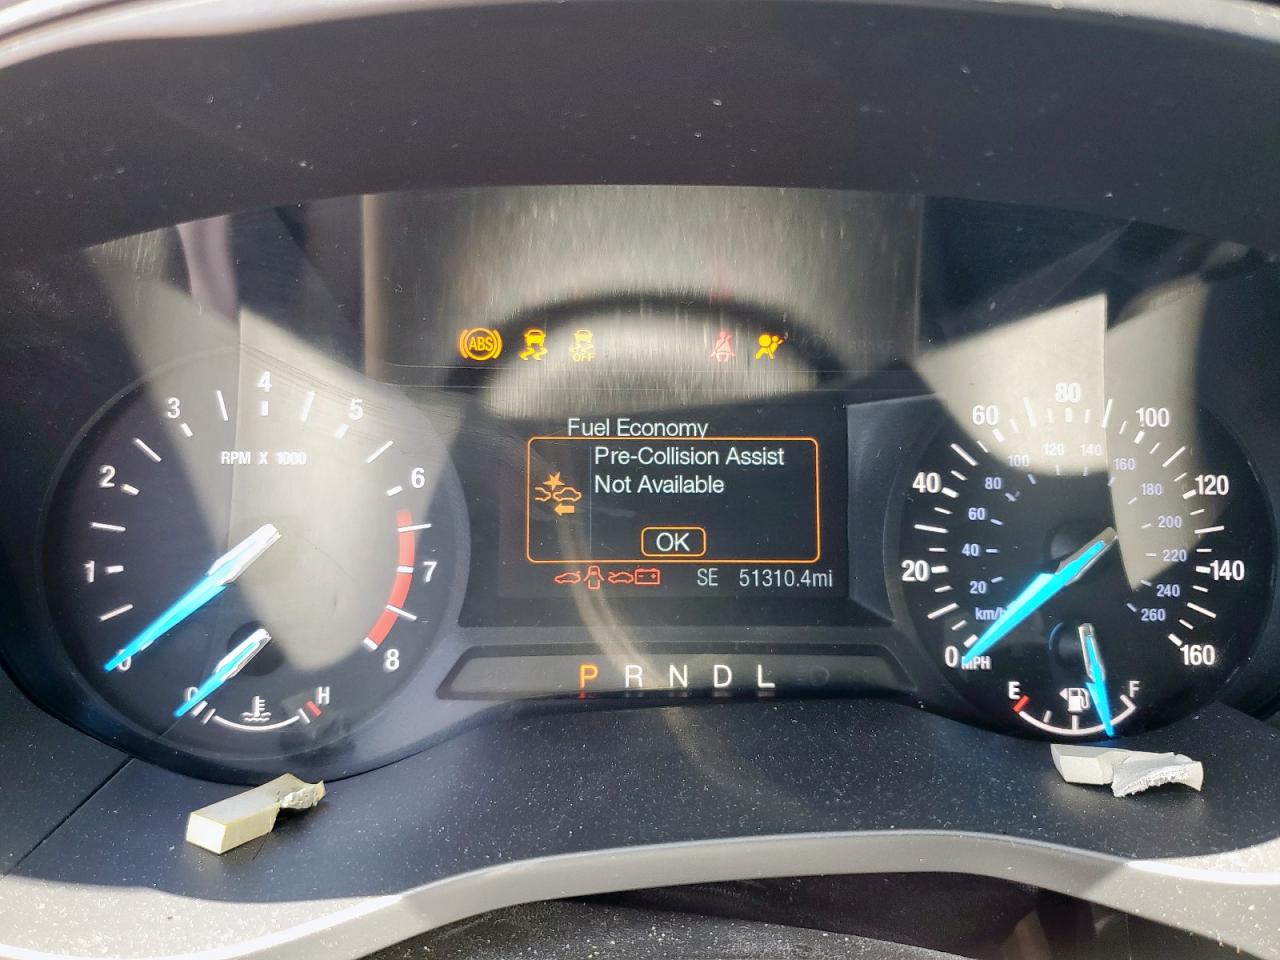 ABS
OFF
Fuel Economy
Pre-Collision Assist
Not Available
OK
SE 51310.4mi
P R N D L
0 1 2 3 4 5 6 7 8
RPM X 1000
C H
0 20 40 60 80 100 120 140 160
MPH
20 40 60 80 100 120 140 160 180 200 220 240 260
km/h
E F